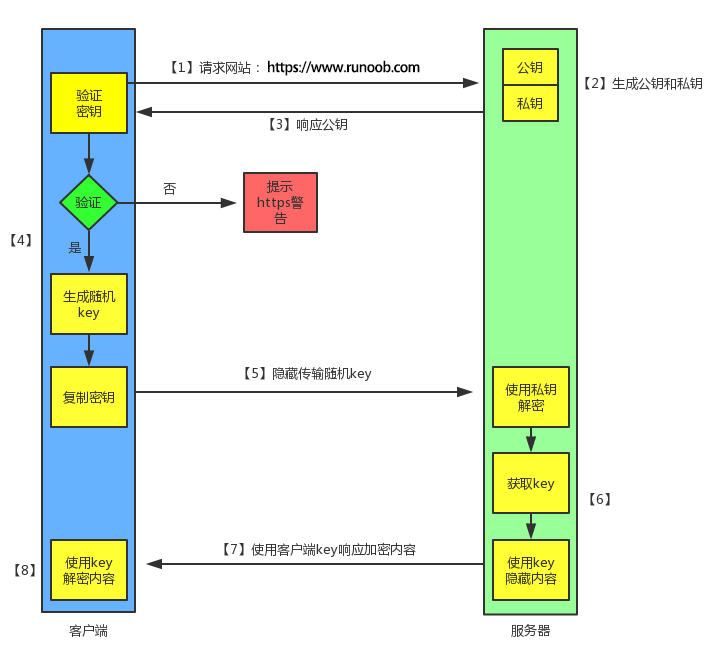 【1】请求网站： https://www.runoob.com
公钥
私钥
【2】生成公钥和私钥
验证
密钥
【3】响应公钥
提示
https警
告
否
验证
【4】
是
生成随机
key
【5】隐藏传输随机key
复制密钥
使用私钥
解密
获取key
【6】
【7】使用客户端key响应加密内容
【8】
使用key
解密内容
使用key
隐藏内容
客户端
服务器